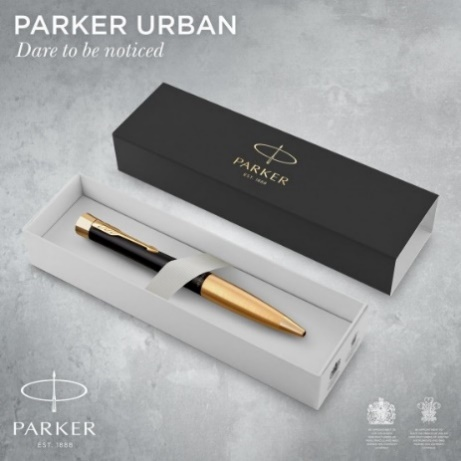 PARKER URBAN
Dare to be noticed
PARKER
EST. 1888
PARKER
EST. 1888